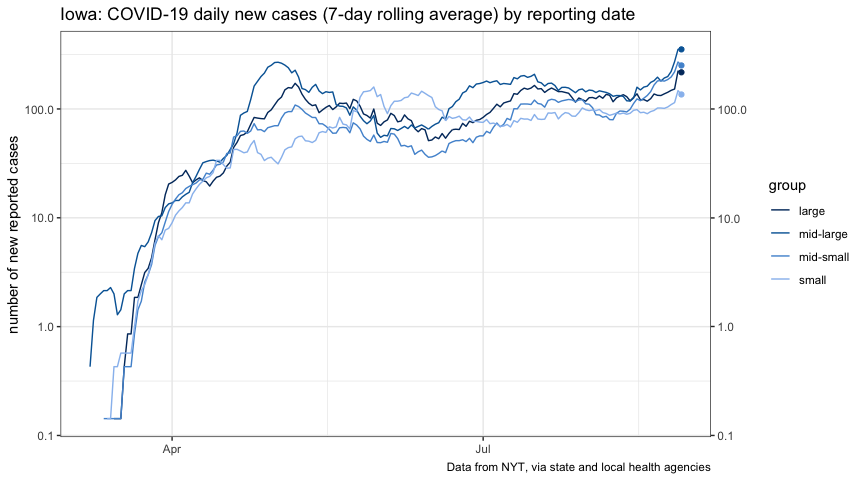 Iowa: COVID-19 daily new cases (7-day rolling average) by reporting date
number of new reported cases
100.0
10.0
1.0
0.1
100.0
10.0
1.0
0.1
Apr
Jul
group
large
mid-large
mid-small
small
Data from NYT, via state and local health agencies